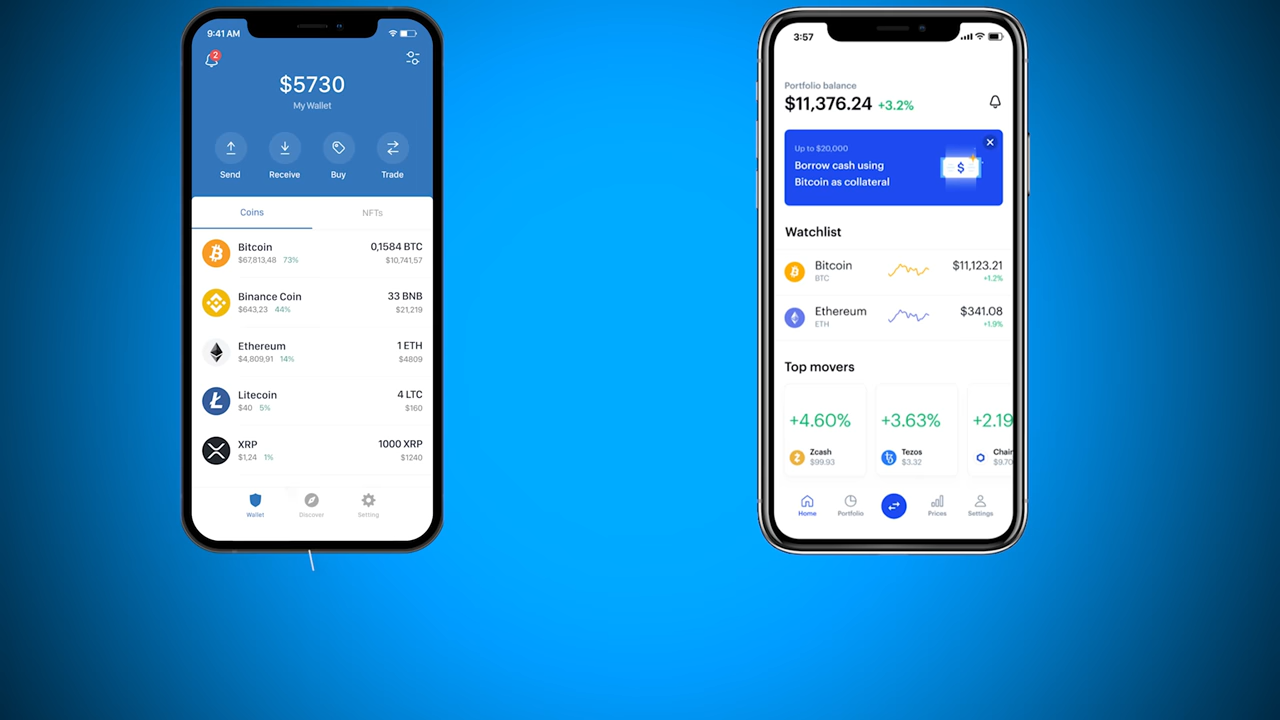 9:41 AM
2
$5730
My Wallet
Send
Receive
Buy
Trade
Coins
NFTs
Bitcoin
0,1584 BTC
$67,813,48 73%
$10,741,57
Binance Coin
33 BNB
$643,23 44%
$21,219
Ethereum
1 ETH
$4,809,91 14%
$4809
Litecoin
4 LTC
$40 5%
$160
XRP
1000 XRP
$1,24 1%
$1240
Wallet
Discover
Setting
3:57
Portfolio balance
$11,376.24 +3.2%
Up to $20,000
Borrow cash using
Bitcoin as collateral
$
Watchlist
Bitcoin
$11,123.21
BTC
+1.2%
Ethereum
$341.08
ETH
+1.9%
Top movers
+4.60%
Zcash
$99.93
+3.63%
Tezos
$3.32
+2.19
Chain
$9.70
Home
Portfolio
Prices
Settings